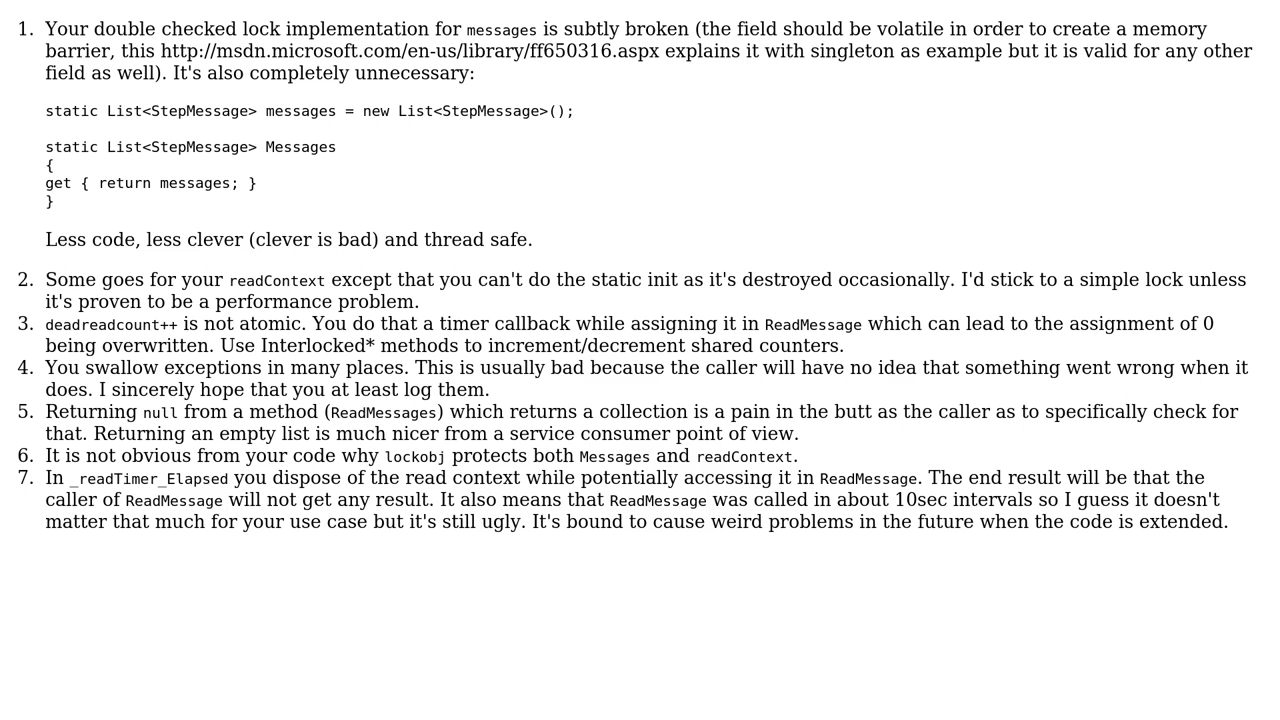 1. Your double checked lock implementation for messages is subtly broken (the field should be volatile in order to create a memory
barrier, this http://msdn.microsoft.com/en-us/library/ff650316.aspx explains it with singleton as example but it is valid for any other
field as well). It's also completely unnecessary:
static List<StepMessage> messages = new List<StepMessage>();
static List<StepMessage> Messages
{
get { return messages; }
}
Less code, less clever (clever is bad) and thread safe.
2. Some goes for your readContext except that you can't do the static init as it's destroyed occasionally. I'd stick to a simple lock unless
it's proven to be a performance problem.
3. deadreadcount++ is not atomic. You do that a timer callback while assigning it in ReadMessage which can lead to the assignment of 0
being overwritten. Use Interlocked* methods to increment/decrement shared counters.
4. You swallow exceptions in many places. This is usually bad because the caller will have no idea that something went wrong when it
does. I sincerely hope that you at least log them.
5. Returning null from a method (ReadMessages) which returns a collection is a pain in the butt as the caller as to specifically check for
that. Returning an empty list is much nicer from a service consumer point of view.
6. It is not obvious from your code why lockobj protects both Messages and readContext.
7. In _readTimer_Elapsed you dispose of the read context while potentially accessing it in ReadMessage. The end result will be that the
caller of ReadMessage will not get any result. It also means that ReadMessage was called in about 10sec intervals so I guess it doesn't
matter that much for your use case but it's still ugly. It's bound to cause weird problems in the future when the code is extended.